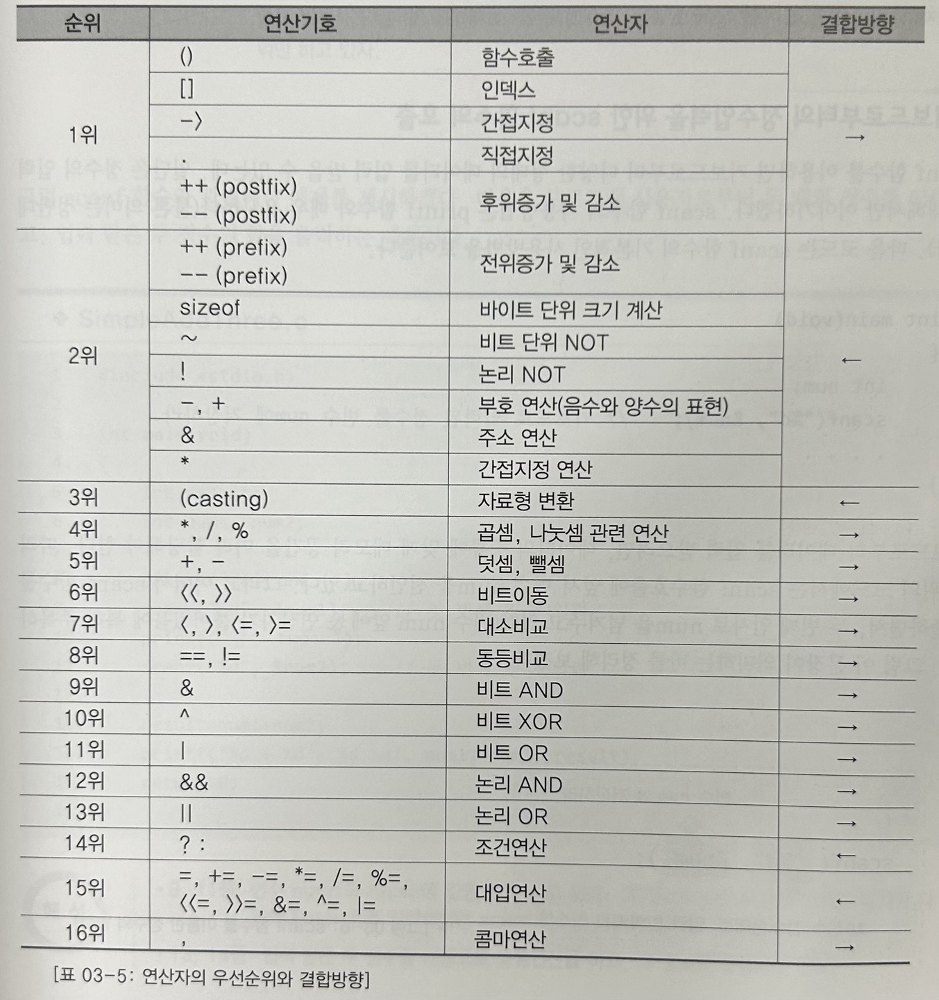 순위 연산기호 연산자 결합방향
1위 () 함수호출 →
[] 인덱스
-> 간접지정
직접지정
++ (postfix) 후위증가 및 감소
-- (postfix)
2위 ++ (prefix) 전위증가 및 감소 ←
-- (prefix)
sizeof 바이트 단위 크기 계산
~ 비트 단위 NOT
! 논리 NOT
-, + 부호 연산(음수와 양수의 표현)
& 주소 연산
* 간접지정 연산
3위 (casting) 자료형 변환 ←
4위 *, /, % 곱셈, 나눗셈 관련 연산 →
5위 +, - 덧셈, 뺄셈 →
6위 <<, >> 비트이동 →
7위 <, >, <=, >= 대소비교 →
8위 ==, != 동등비교 →
9위 & 비트 AND →
10위 ^ 비트 XOR →
11위 | 비트 OR →
12위 && 논리 AND →
13위 || 논리 OR →
14위 ? : 조건연산 ←
15위 =, +=, -=, *=, /=, %=, 대입연산 ←
<<=, >>=, &=, ^=, |=
16위 , 콤마연산 →
[표 03-5: 연산자의 우선순위와 결합방향]